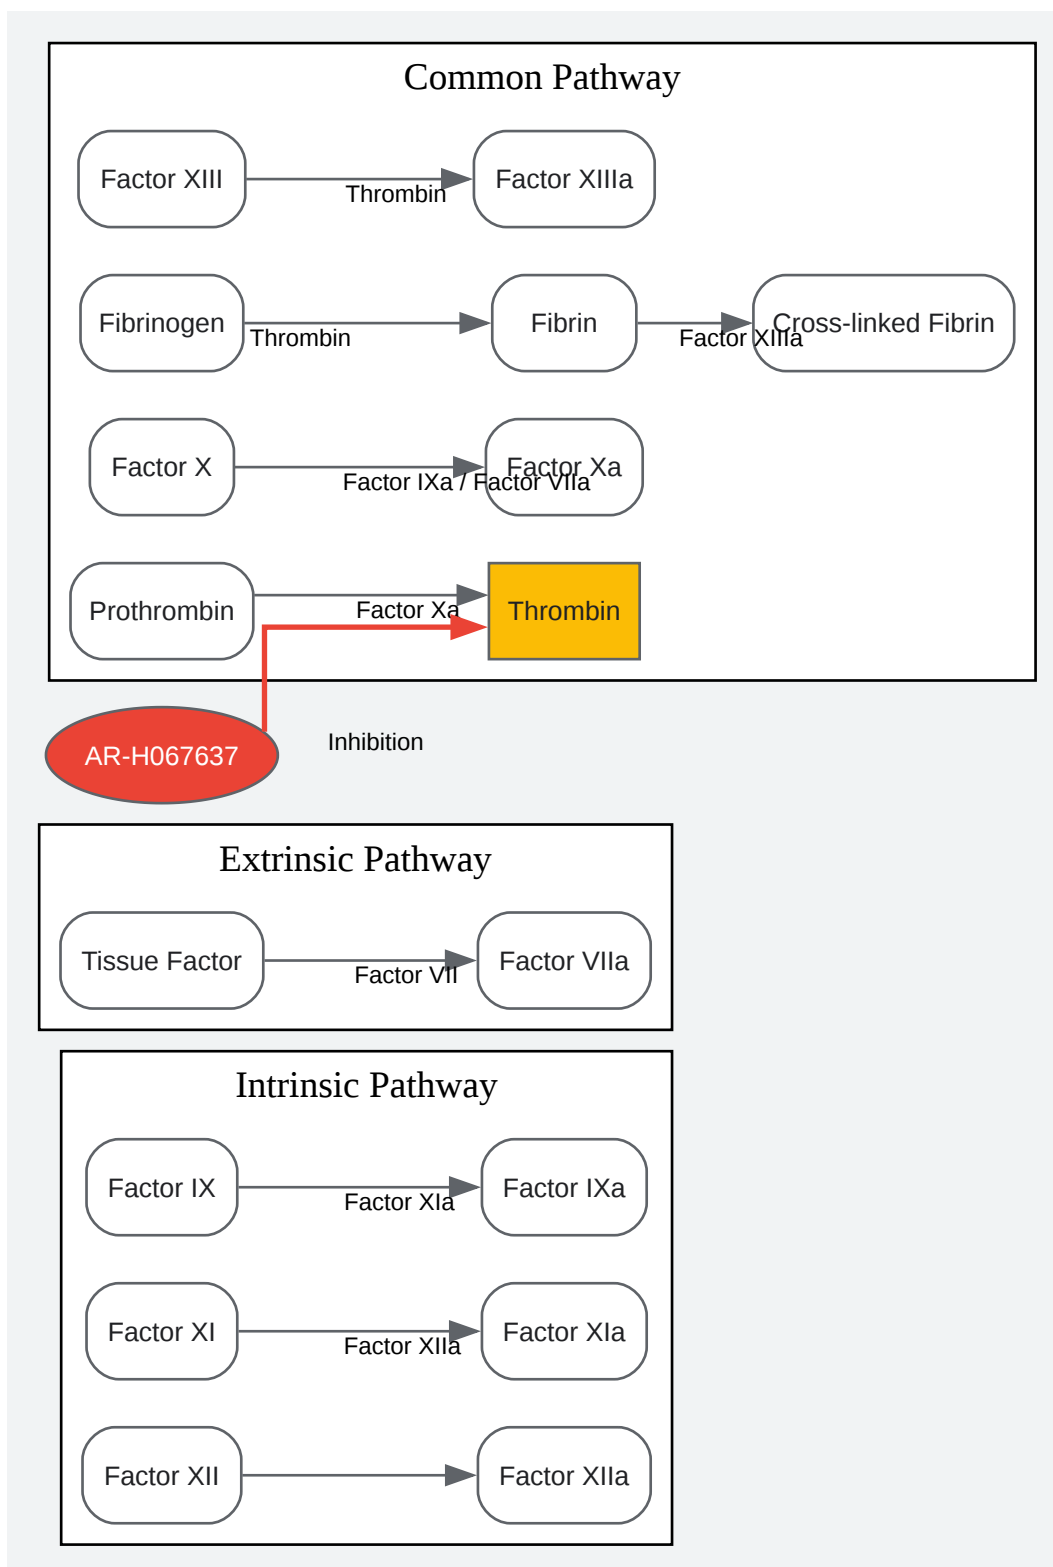 Common Pathway
Factor XIII
Thrombin
Factor XIIIa
Fibrinogen
Thrombin
Fibrin
Factor XIIIa
Cross-linked Fibrin
Factor X
Factor IXa / Factor VIIa
Factor Xa
Prothrombin
Factor Xa
Thrombin
AR-H067637
Inhibition
Extrinsic Pathway
Tissue Factor
Factor VII
Factor VIIa
Intrinsic Pathway
Factor IX
Factor XIa
Factor IXa
Factor XI
Factor XIIa
Factor XIa
Factor XII
Factor XIIa